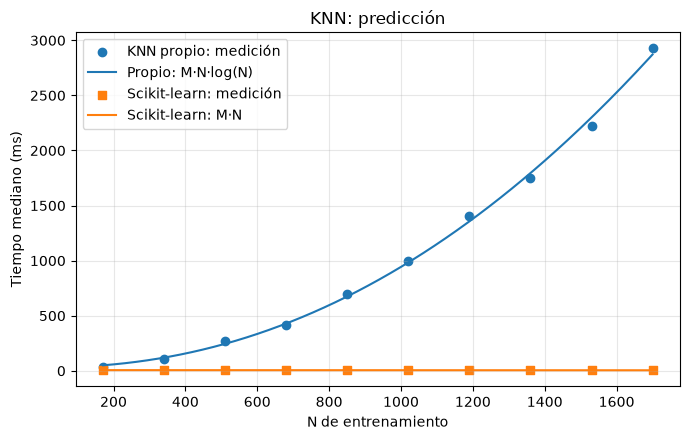 KNN: predicción
KNN propio: medición
Propio: M·N·log(N)
Scikit-learn: medición
Scikit-learn: M·N
Tiempo mediano (ms)
3000
2500
2000
1500
1000
500
0
200 400 600 800 1000 1200 1400 1600
N de entrenamiento